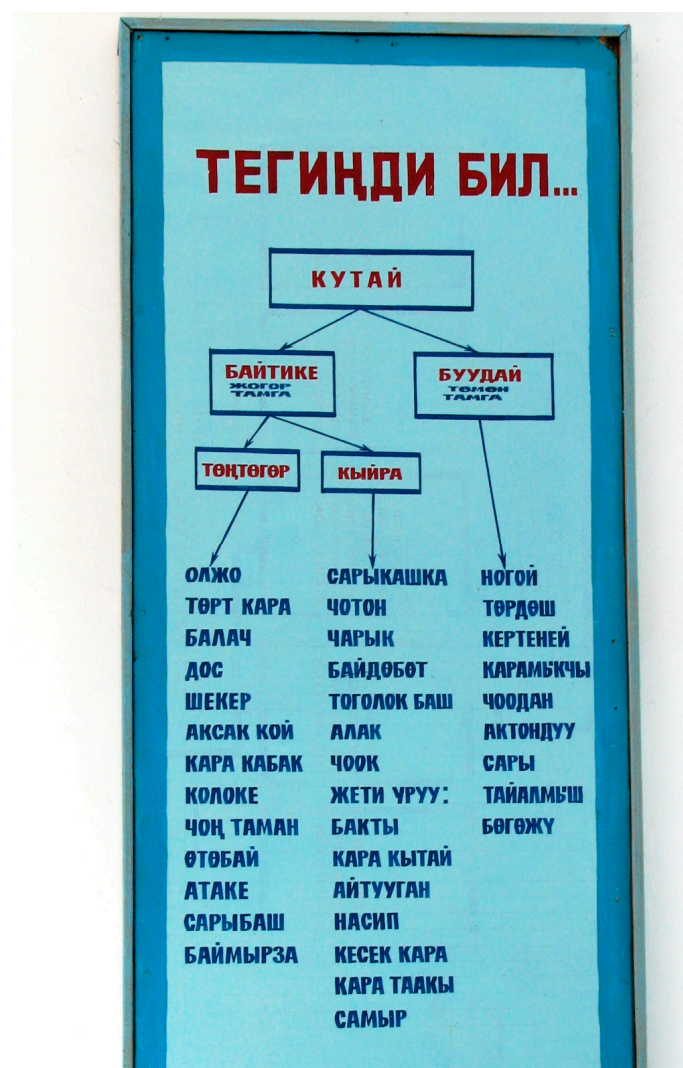 ТЕГИҢДИ БИЛ...
КУТАЙ
БАЙТИКЕ
ЖОГОР
ТАМГА
БУУДАЙ
ТӨМӨН
ТАМГА
ТӨҢТӨГӨР
КЫЙРА
ОЛЖО
ТӨРТ КАРА
БАЛАЧ
ДОС
ШЕКЕР
АКСАК КОЙ
КАРА КАБАК
КОЛОКЕ
ЧОҢ ТАМАН
ӨТӨБАЙ
АТАКЕ
САРЫБАШ
БАЙМЫРЗА
САРЫКАШКА
ЧОТОН
ЧАРЫК
БАЙДӨБӨТ
ТОГОЛОК БАШ
АЛАК
ЧООК
ЖЕТИ УРУУ:
БАКТЫ
КАРА КЫТАЙ
АЙТУУГАН
НАСИП
КЕСЕК КАРА
КАРА ТААКЫ
САМЫР
НОГОЙ
ТӨРДӨШ
КЕРТЕНЕЙ
КАРАМЫКЧЫ
ЧООДАН
АКТОНДУУ
САРЫ
ТАЙАЛМЫШ
БӨГӨЖҮ